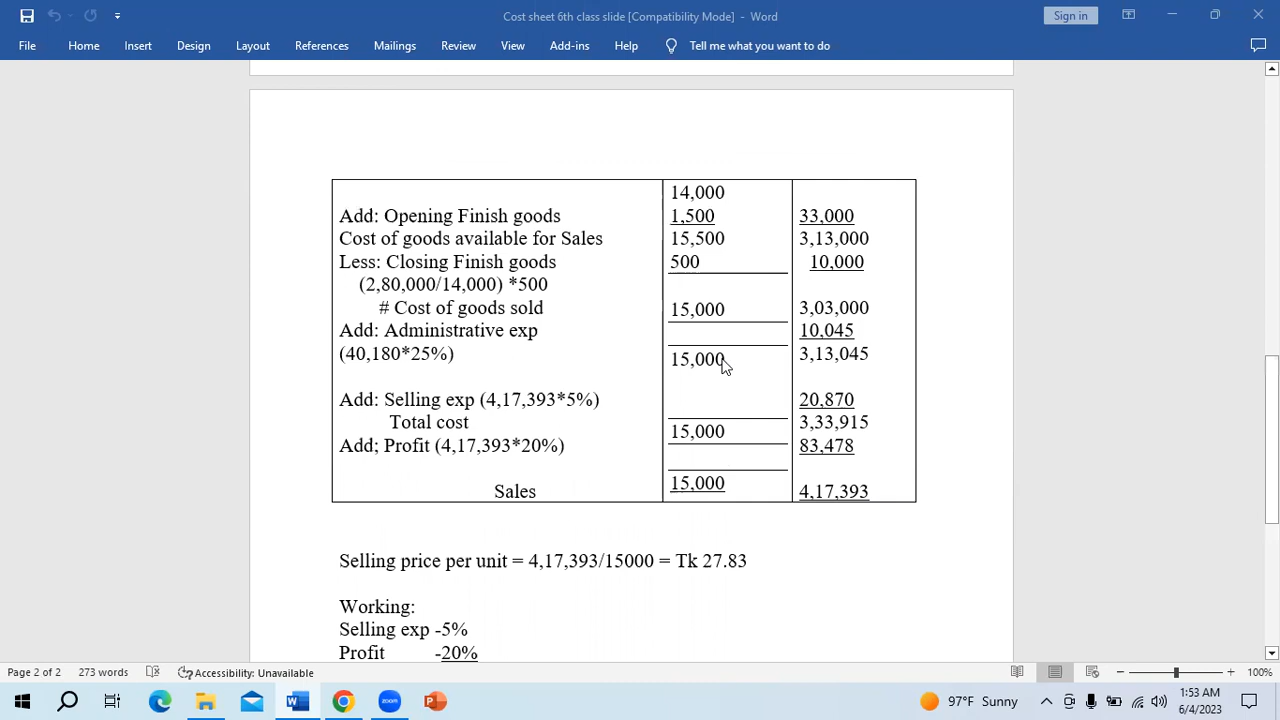 Cost sheet 6th class slide [Compatibility Mode] - Word
Sign in
File Home Insert Design Layout References Mailings Review View Add-ins Help Tell me what you want to do
14,000
Add: Opening Finish goods 1,500 33,000
Cost of goods available for Sales 15,500 3,13,000
Less: Closing Finish goods 500 10,000
(2,80,000/14,000) *500
# Cost of goods sold 15,000 3,03,000
Add: Administrative exp 10,045
(40,180*25%) 15,000 3,13,045
Add: Selling exp (4,17,393*5%) 20,870
Total cost 15,000 3,33,915
Add; Profit (4,17,393*20%) 83,478
Sales 15,000 4,17,393
Selling price per unit = 4,17,393/15000 = Tk 27.83
Working:
Selling exp -5%
Profit -20%
Page 2 of 2 273 words Accessibility: Unavailable 100%
97°F Sunny 1:53 AM
6/4/2023